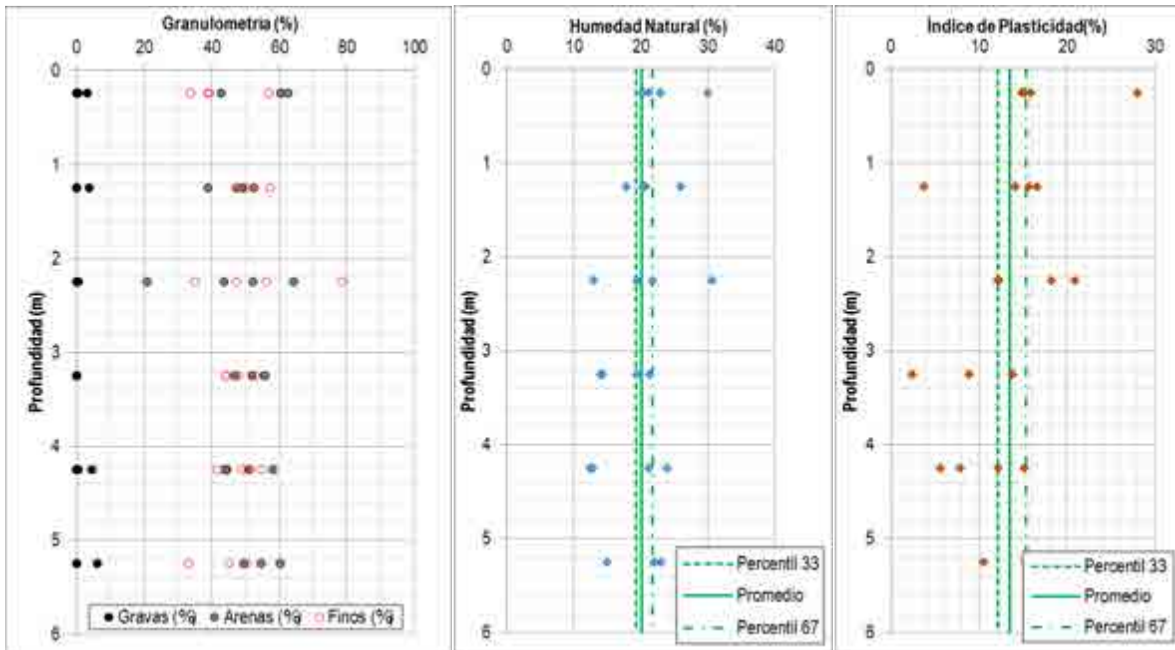 Granulometría (%)
0 20 40 60 80 100
Profundidad (m)
0
1
2
3
4
5
6
Gravas (% Arenas (% Finos (%
Humedad Natural (%)
0 10 20 30 40
Profundidad (m)
0
1
2
3
4
5
6
Percentil 33
Promedio
Percentil 67
Índice de Plasticidad(%)
0 10 20 30
Profundidad (m)
0
1
2
3
4
5
6
Percentil 33
Promedio
Percentil 67